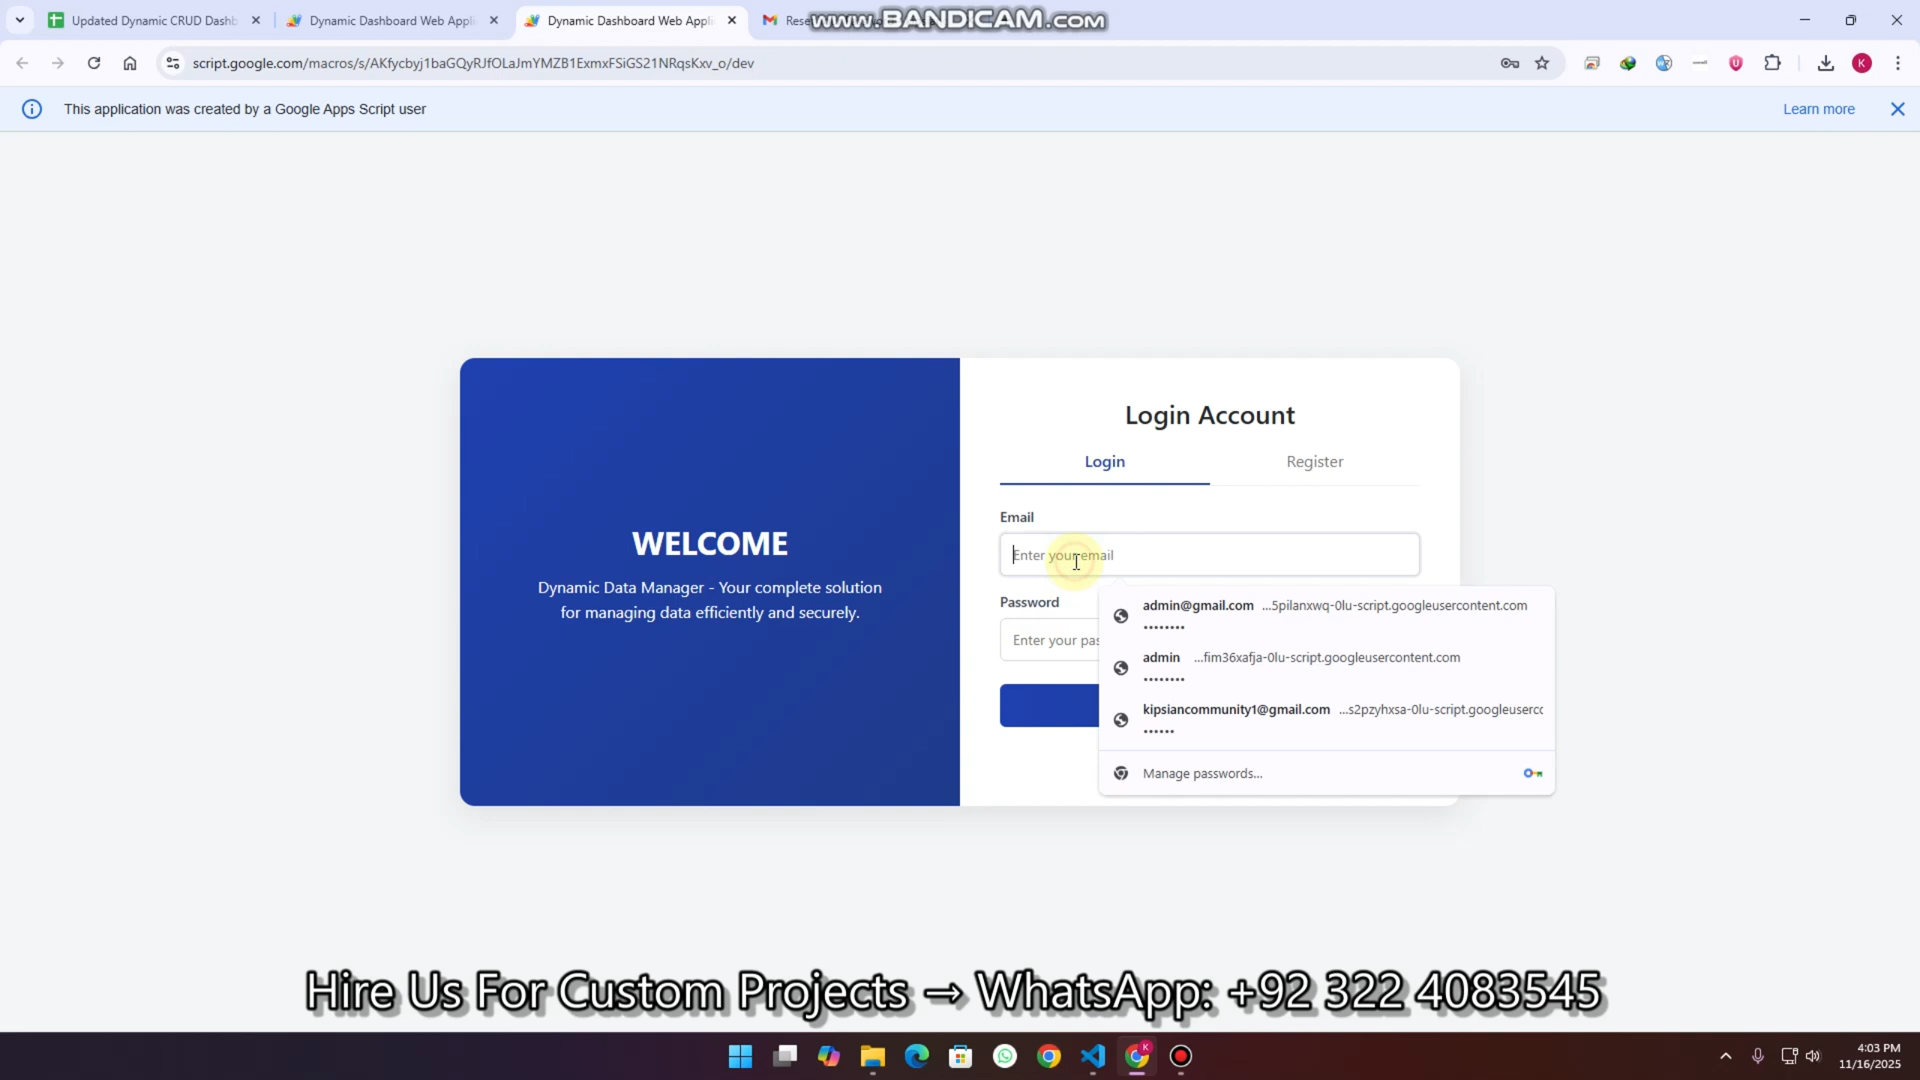 Updated Dynamic CRUD Dashb
Dynamic Dashboard Web Appli
Dynamic Dashboard Web Appli
Rese
www.BANDICAM.com
script.google.com/macros/s/AKfycbyj1baGQyRJfOLaJmYMZB1ExmxFSiGS21NRqsKxv_o/dev
K
This application was created by a Google Apps Script user
Learn more
WELCOME
Dynamic Data Manager - Your complete solution
for managing data efficiently and securely.
Login Account
Login
Register
Email
Enter your email
Password
Enter your pas
admin@gmail.com ...5pilanxwq-0lu-script.googleusercontent.com
••••••••
admin ...fim36xafja-0lu-script.googleusercontent.com
••••••••
kipsiancommunity1@gmail.com ...s2pzyhxsa-0lu-script.googleuserc
••••••
Manage passwords...
Hire Us For Custom Projects → WhatsApp: +92 322 4083545
K
4:03 PM
11/16/2025